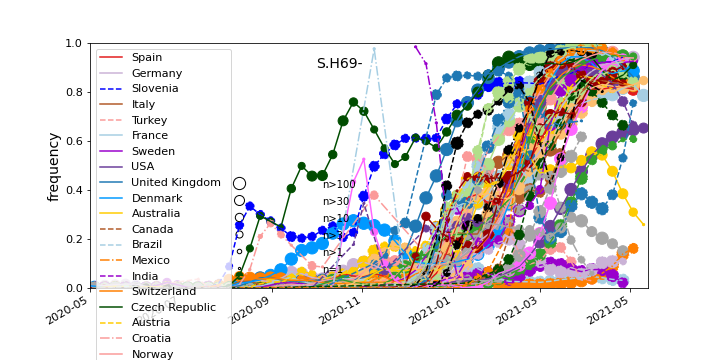 S.H69-
frequency
1.0
0.8
0.6
0.4
0.2
0.0
Spain
Germany
Slovenia
Italy
Turkey
France
Sweden
USA
United Kingdom
Denmark
Australia
Canada
Brazil
Mexico
India
Switzerland
Czech Republic
Austria
Croatia
Norway
n>100
n>30
n>10
n>3
n>1
n=1
2020-05
2020-09
2020-11
2021-01
2021-03
2021-05